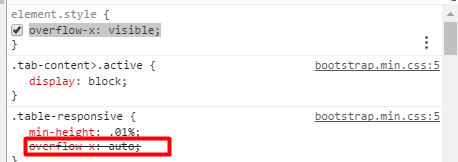 element.style {
overflow-x: visible;
}
.tab-content>.active { bootstrap.min.css:5
display: block;
}
.table-responsive { bootstrap.min.css:5
min-height: .01%;
overflow-x: auto;